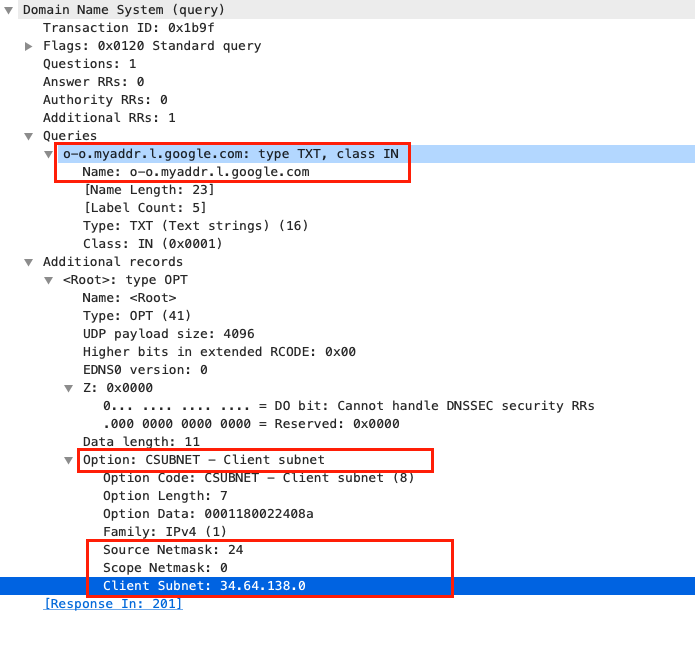 Domain Name System (query)
Transaction ID: 0x1b9f
Flags: 0x0120 Standard query
Questions: 1
Answer RRs: 0
Authority RRs: 0
Additional RRs: 1
Queries
o-o.myaddr.l.google.com: type TXT, class IN
Name: o-o.myaddr.l.google.com
[Name Length: 23]
[Label Count: 5]
Type: TXT (Text strings) (16)
Class: IN (0x0001)
Additional records
<Root>: type OPT
Name: <Root>
Type: OPT (41)
UDP payload size: 4096
Higher bits in extended RCODE: 0x00
EDNS0 version: 0
Z: 0x0000
0... .... .... .... = DO bit: Cannot handle DNSSEC security RRs
.000 0000 0000 0000 = Reserved: 0x0000
Data length: 11
Option: CSUBNET - Client subnet
Option Code: CSUBNET - Client subnet (8)
Option Length: 7
Option Data: 0001180022408a
Family: IPv4 (1)
Source Netmask: 24
Scope Netmask: 0
Client Subnet: 34.64.138.0
[Response In: 201]